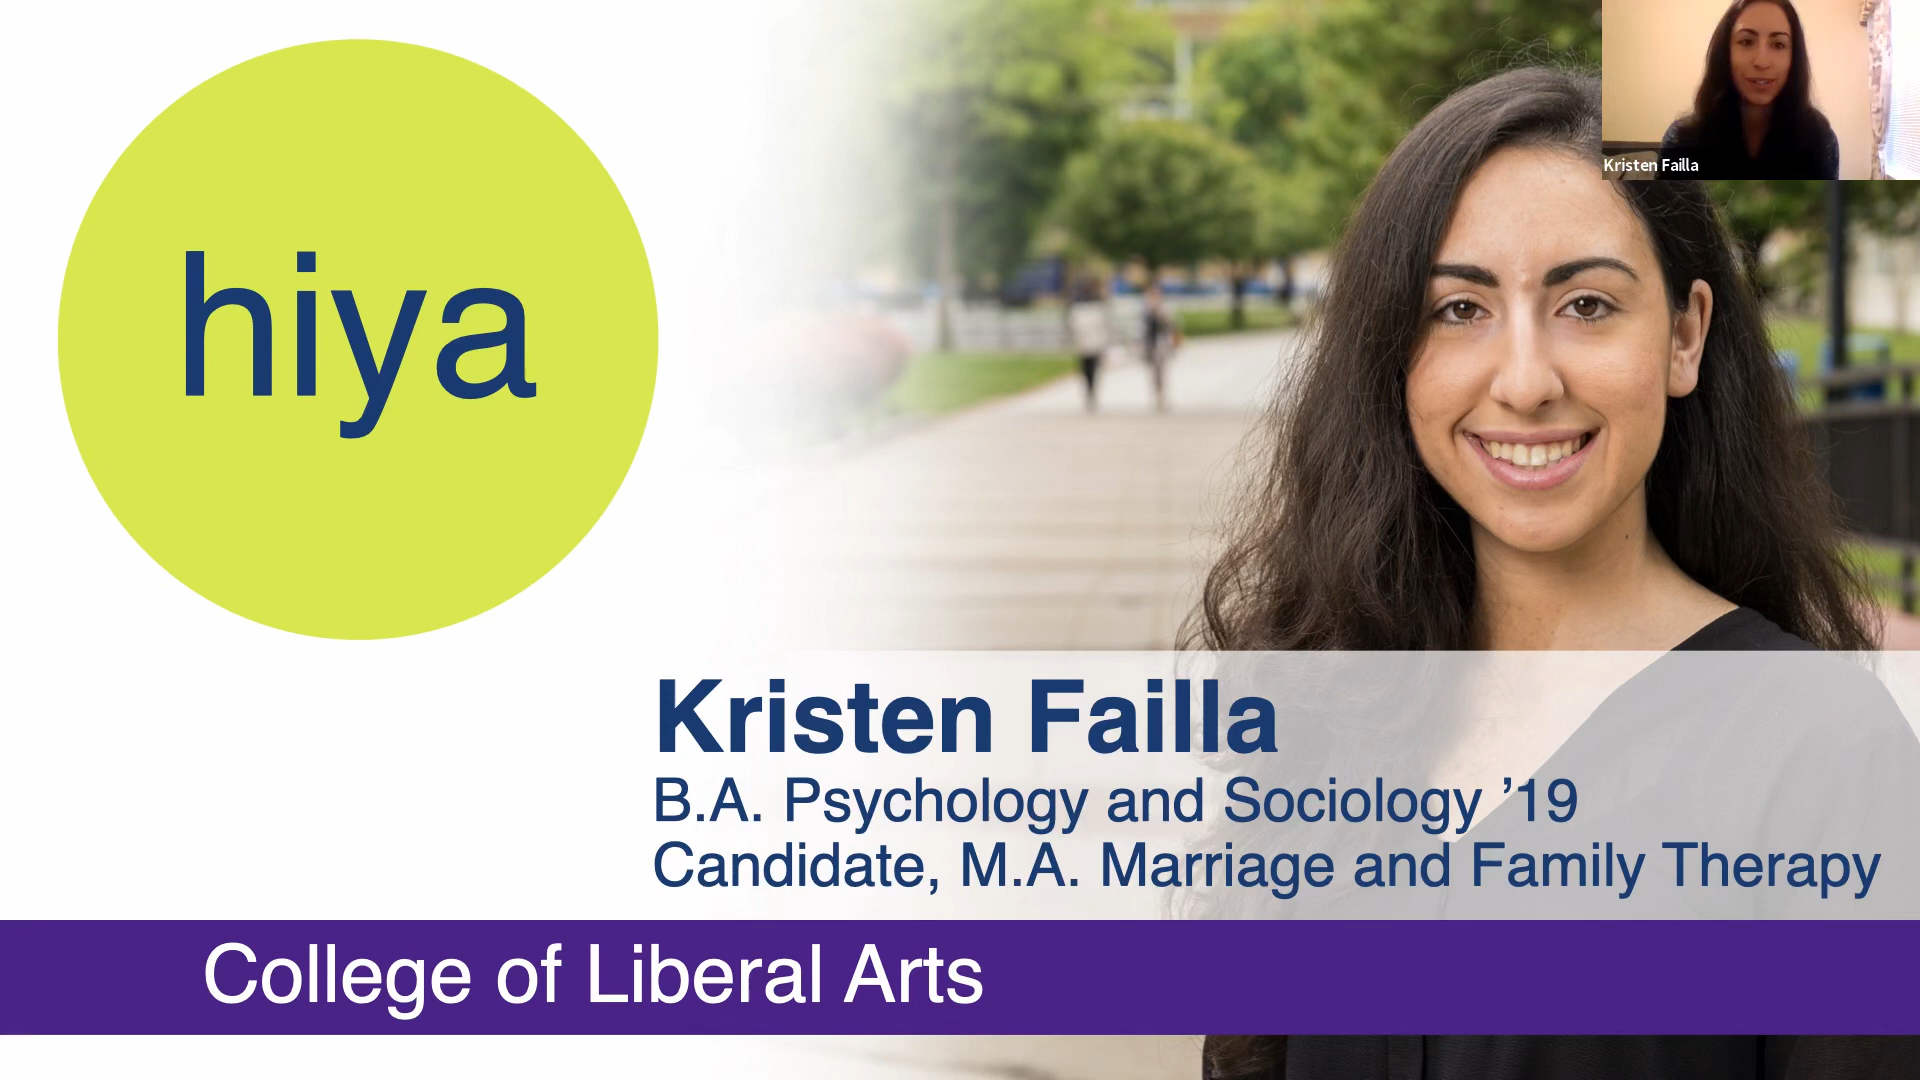 hiya
Kristen Failla
Kristen Failla
B.A. Psychology and Sociology ’19
Candidate, M.A. Marriage and Family Therapy
College of Liberal Arts